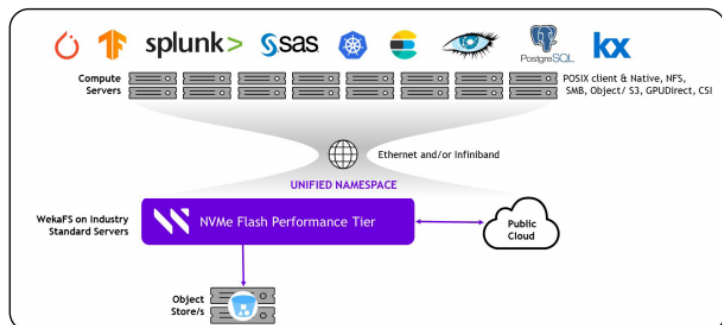 splunk> sas PostgreSQL kx
Compute
Servers
POSIX client & Native, NFS,
SMB, Object/ S3, GPUDirect, CSI
Ethernet and/or Infiniband
UNIFIED NAMESPACE
WekaFS on Industry
Standard Servers
NVMe Flash Performance Tier
Public
Cloud
Object
Store/s